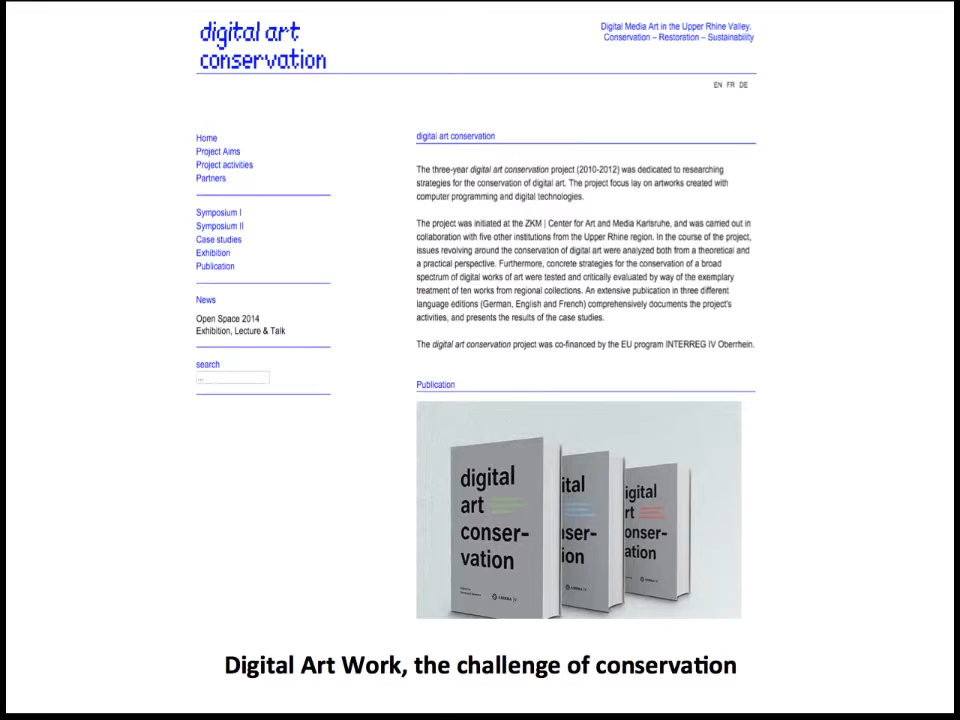 digital art
conservation
Digital Media Art in the Upper Rhine Valley.
Conservation – Restoration – Sustainability
EN FR DE
Home
Project Aims
Project activities
Partners
Symposium I
Symposium II
Case studies
Exhibition
Publication
News
Open Space 2014
Exhibition, Lecture & Talk
search
...
digital art conservation
The three-year digital art conservation project (2010-2012) was dedicated to researching
strategies for the conservation of digital art. The project focus lay on artworks created with
computer programming and digital technologies.
The project was initiated at the ZKM | Center for Art and Media Karlsruhe, and was carried out in
collaboration with five other institutions from the Upper Rhine region. In the course of the project,
issues revolving around the conservation of digital art were analyzed both from a theoretical and
a practical perspective. Furthermore, concrete strategies for the conservation of a broad
spectrum of digital works of art were tested and critically evaluated by way of the exemplary
treatment of ten works from regional collections. An extensive publication in three different
language editions (German, English and French) comprehensively documents the project's
activities, and presents the results of the case studies.
The digital art conservation project was co-financed by the EU program INTERREG IV Oberrhein.
Publication
digital
art
conser-
vation
ital
nser-
ion
igital
rt
onser-
ation
Digital Art Work, the challenge of conservation